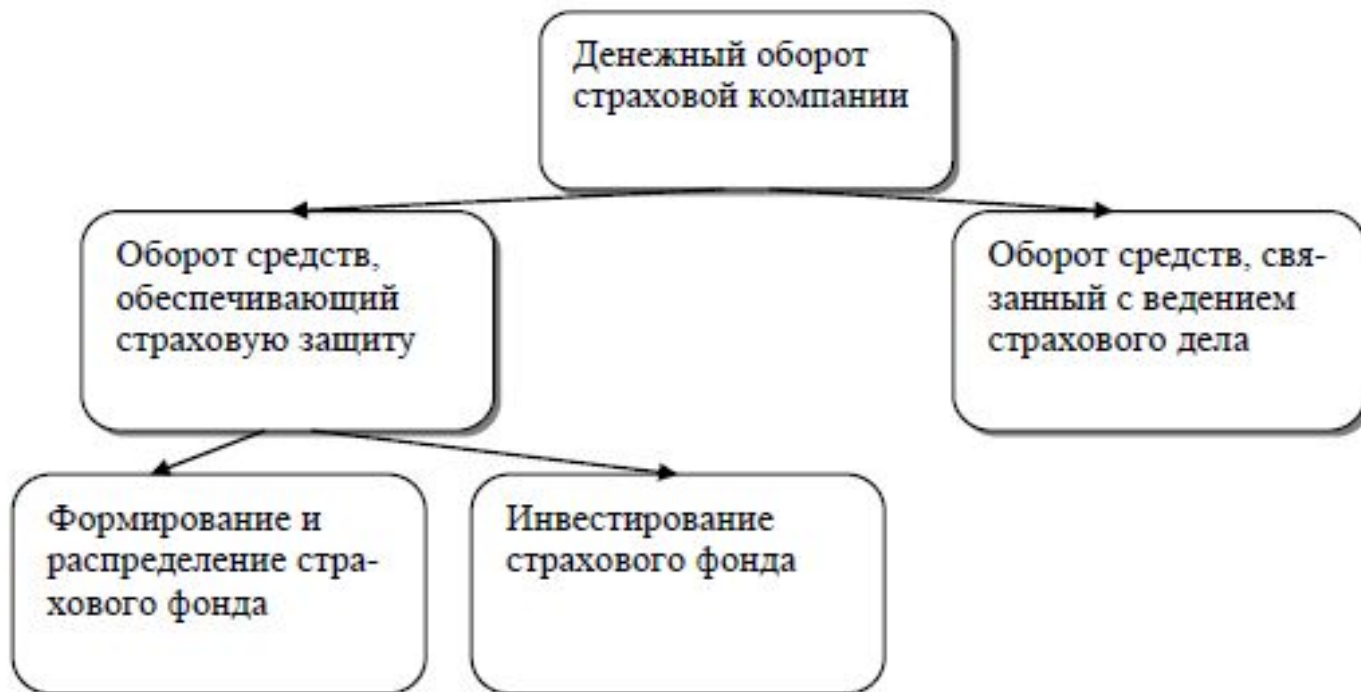 Денежный оборот
страховой компании
Оборот средств,
обеспечивающий
страховую защиту
Оборот средств, свя-
занный с ведением
страхового дела
Формирование и
распределение стра-
хового фонда
Инвестирование
страхового фонда